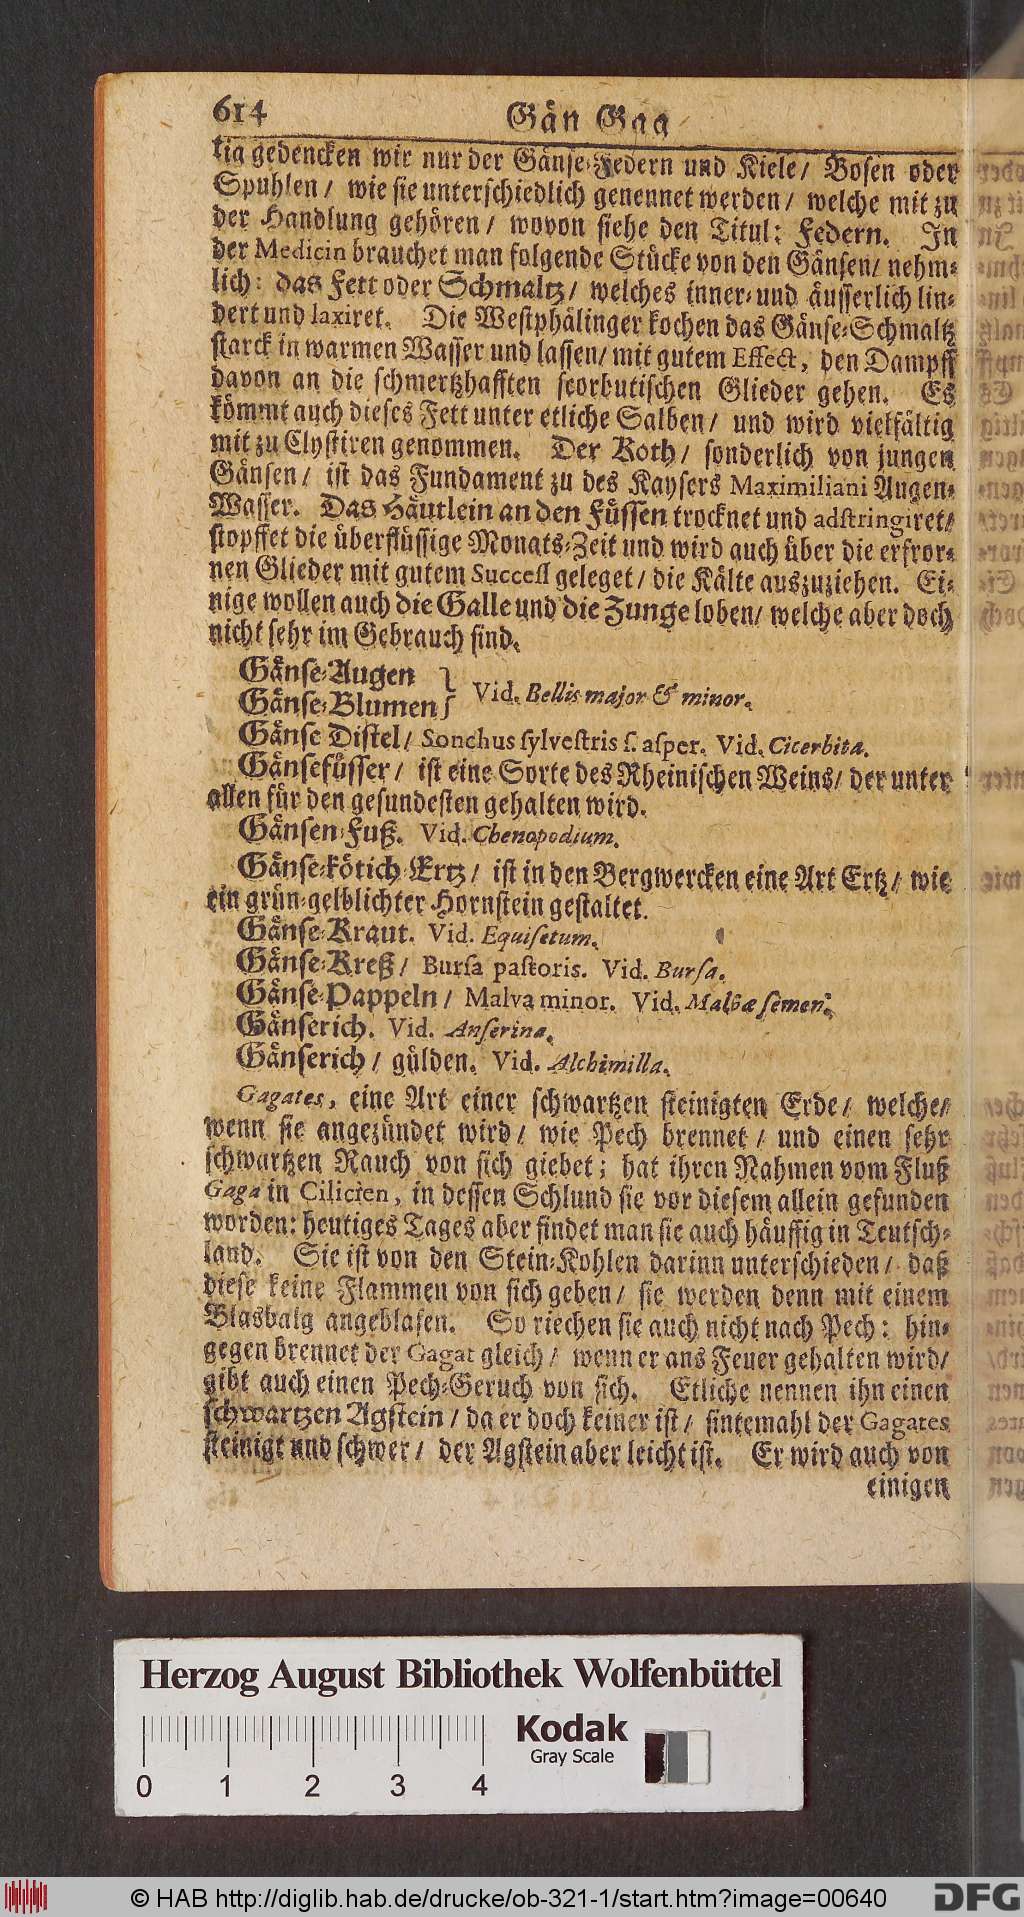 614 Gän Gag
tig gedencken wir nur der Gänse-Federn und Kiele/ Bosen oder
Spuhlen/ wie sie unterschiedlich genennet werden/ welche mit zu
der Handlung gehören/ wovon siehe den Titul: Federn. In
der Medicin brauchet man folgende Stücke von den Gänsen/ nehm-
lich: das Fett oder Schmaltz/ welches inner- und äusserlich lin-
dert und laxiret. Die Westphälinger kochen das Gänse-Schmaltz
starck in warmen Wasser und lassen/ mit gutem Effect, den Dampff
davon an die schmertzhafften scorbutischen Glieder gehen. Es
kömmt auch dieses Fett unter etliche Salben/ und wird vielfältig
mit zu Clystiren genommen. Der Koth/ sonderlich von jungen
Gänsen/ ist das Fundament zu des Kaysers Maximiliani Augen-
Wasser. Das Häutlein an den Füssen trocknet und adstringiret/
stopffet die überflüssige Monats-Zeit und wird auch über die erfror-
nen Glieder mit gutem Success geleget/ die Kälte auszuziehen. Ei-
nige wollen auch die Galle und die Zunge loben/ welche aber doch
nicht sehr im Gebrauch sind.
Gänse-Augen }
Gänse-Blumen } Vid. Bellis major & minor.
Gänse Distel/ Sonchus sylvestris s. asper. Vid. Cicerbita.
Gänsefüsser/ ist eine Sorte des Rheinischen Weins/ der unter
allen für den gesundesten gehalten wird.
Gänsen-Fuß. Vid. Chenopodium.
Gänse-kötich-Ertz/ ist in den Bergwercken eine Art Ertz/ wie
ein grün-gelblichter Hornstein gestaltet.
Gänse-Kraut. Vid. Equisetum.
Gänse-Kreß/ Bursa pastoris. Vid. Bursa.
Gänse-Pappeln/ Malva minor. Vid. Malvæ semen.
Gänserich. Vid. Anserina.
Gänserich/ gülden. Vid. Alchimilla.
Gagates, eine Art einer schwartzen steinigten Erde/ welche/
wenn sie angezündet wird/ wie Pech brennet/ und einen sehr
schwartzen Rauch von sich giebet; hat ihren Nahmen vom Fluß
Gaga in Cilicien, in dessen Schlund sie vor diesem allein gefunden
worden: heutiges Tages aber findet man sie auch häuffig in Teutsch-
land. Sie ist von den Stein-Kohlen darinn unterschieden/ daß
diese keine Flammen von sich geben/ sie werden denn mit einem
Blasbalg angeblasen. So riechen sie auch nicht nach Pech: hin-
gegen brennet der Gagat gleich/ wenn er ans Feuer gehalten wird/
gibt auch einen Pech-Geruch von sich. Etliche nennen ihn einen
schwartzen Agstein/ da er doch keiner ist/ sintemahl der Gagates
steinigt und schwer/ der Agstein aber leicht ist. Er wird auch von
einigen
Herzog August Bibliothek Wolfenbüttel
Kodak
Gray Scale
0 1 2 3 4
© HAB http://diglib.hab.de/drucke/ob-321-1/start.htm?image=00640
DFG